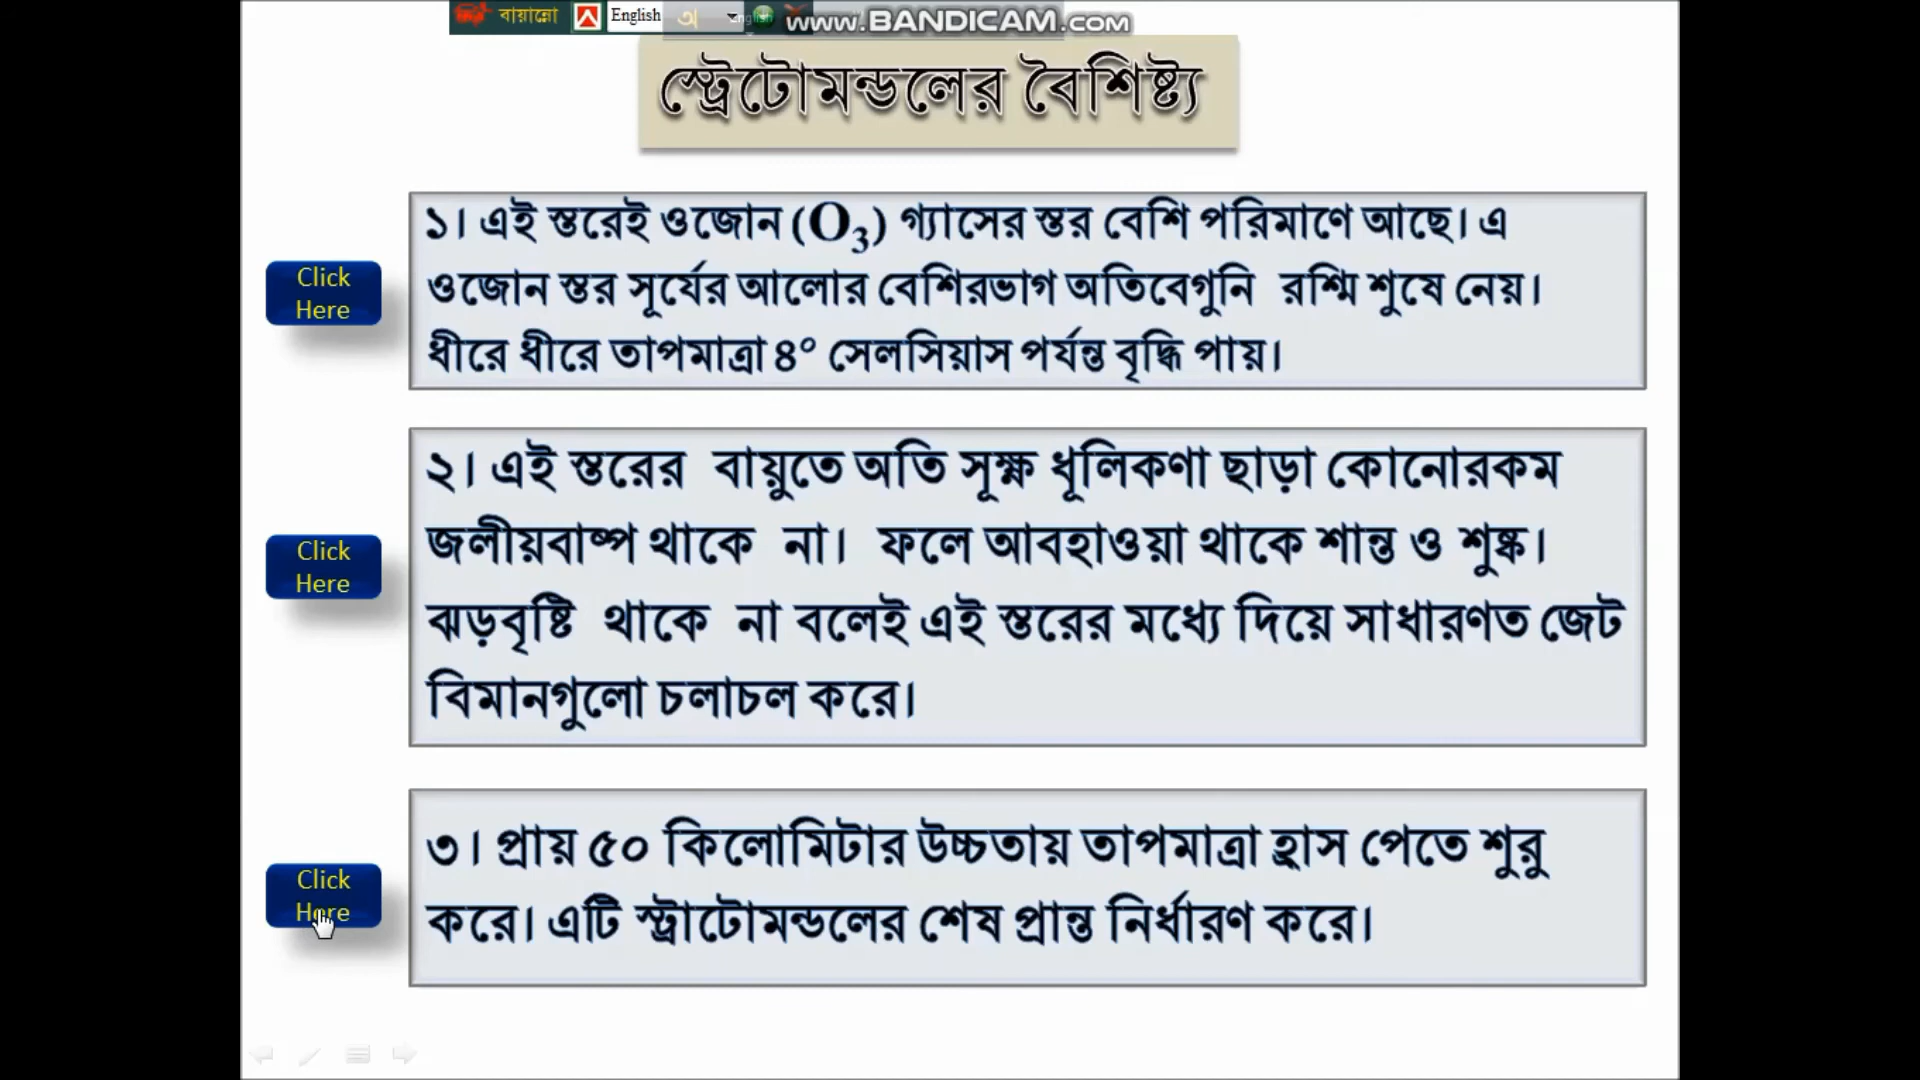 বায়ান্নো English অ www.BANDICAM.com
স্ট্রেটোমন্ডলের বৈশিষ্ট্য
১। এই স্তরেই ওজোন (O₃) গ্যাসের স্তর বেশি পরিমাণে আছে। এ
Click
Here
ওজোন স্তর সূর্যের আলোর বেশিরভাগ অতিবেগুনি রশ্মি শুষে নেয়।
ধীরে ধীরে তাপমাত্রা ৪° সেলসিয়াস পর্যন্ত বৃদ্ধি পায়।
২। এই স্তরের বায়ুতে অতি সূক্ষ্ণ ধূলিকণা ছাড়া কোনোরকম
Click
Here
জলীয়বাষ্প থাকে না। ফলে আবহাওয়া থাকে শান্ত ও শুষ্ক।
ঝড়বৃষ্টি থাকে না বলেই এই স্তরের মধ্যে দিয়ে সাধারণত জেট
বিমানগুলো চলাচল করে।
Click
Here
৩। প্রায় ৫০ কিলোমিটার উচ্চতায় তাপমাত্রা হ্রাস পেতে শুরু
করে। এটি স্ট্রাটোমন্ডলের শেষ প্রান্ত নির্ধারণ করে।